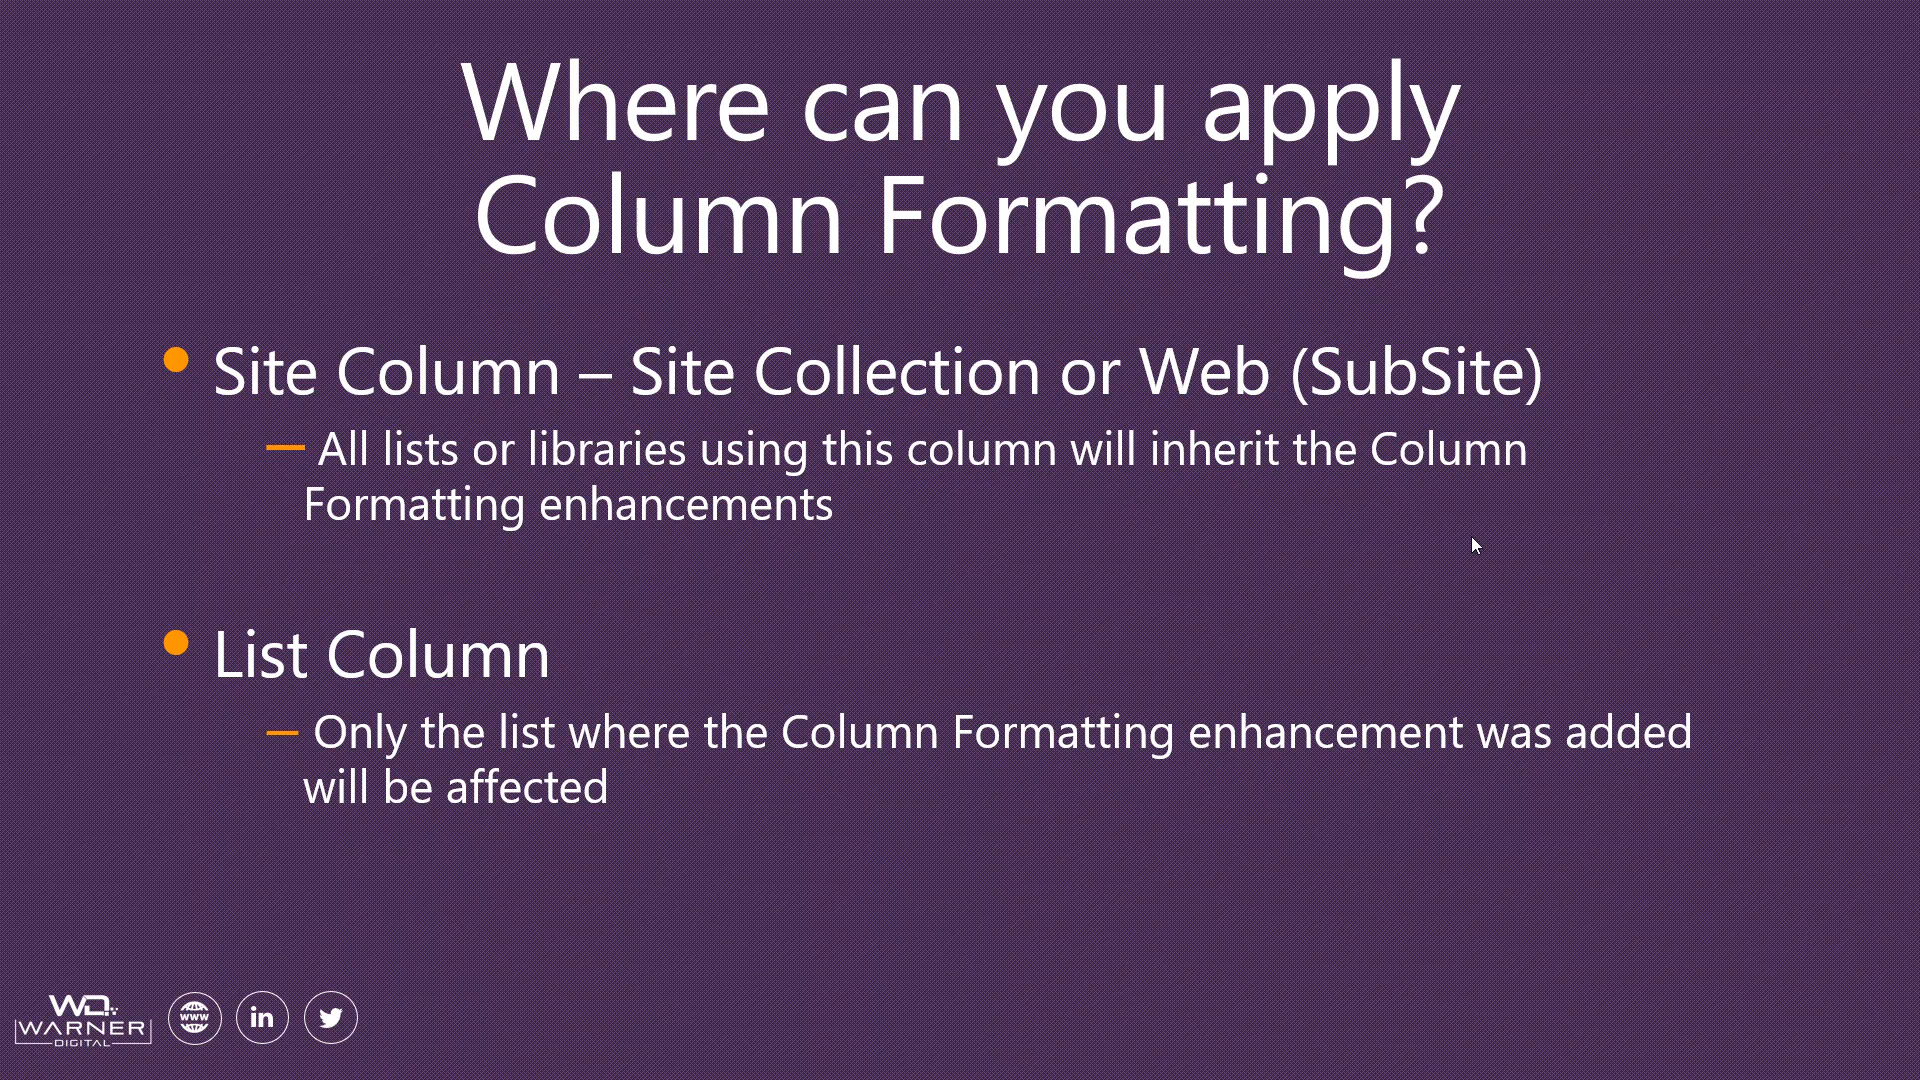 Where can you apply
Column Formatting?
Site Column – Site Collection or Web (SubSite)
All lists or libraries using this column will inherit the Column
Formatting enhancements
List Column
Only the list where the Column Formatting enhancement was added
will be affected
WD
WARNER
DIGITAL
www
in